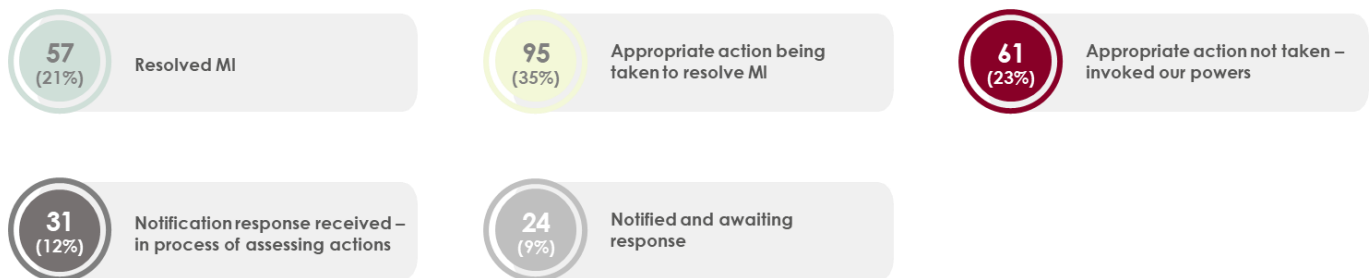 57
(21%)
Resolved MI
95
(35%)
Appropriate action being
taken to resolve MI
61
(23%)
Appropriate action not taken –
invoked our powers
31
(12%)
Notification response received –
in process of assessing actions
24
(9%)
Notified and awaiting
response